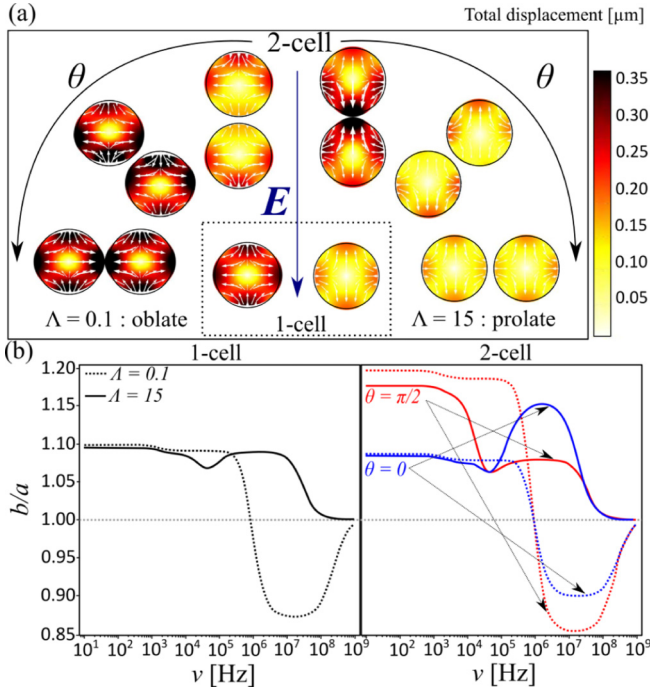 (a)
Total displacement [µm]
2-cell
θ
θ
E
0.35
0.30
0.25
0.20
0.15
0.10
0.05
Λ = 0.1 : oblate
1-cell
Λ = 15 : prolate
(b)
1-cell
2-cell
Λ = 0.1
Λ = 15
θ = π/2
θ = 0
b/a
1.20
1.15
1.10
1.05
1.00
0.95
0.90
0.85
10¹ 10² 10³ 10⁴ 10⁵ 10⁶ 10⁷ 10⁸ 10⁹
10¹ 10² 10³ 10⁴ 10⁵ 10⁶ 10⁷ 10⁸ 10⁹
ν [Hz]
ν [Hz]